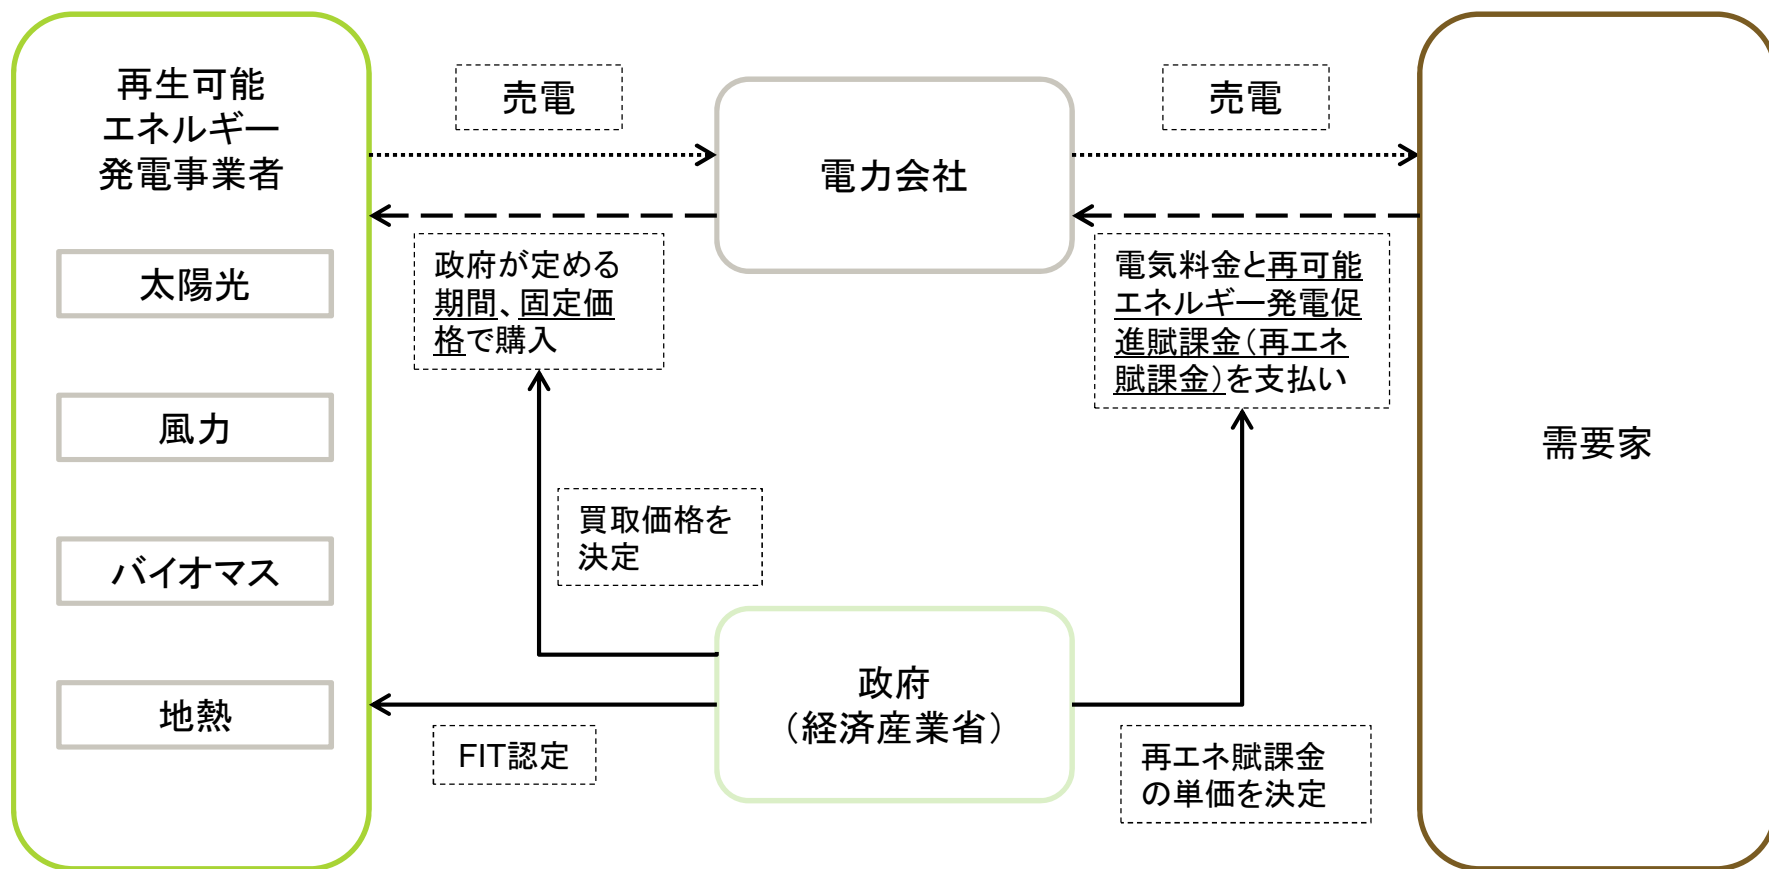 再生可能
エネルギー
発電事業者
太陽光
風力
バイオマス
地熱
売電
政府が定める
期間、固定価
格で購入
買取価格を
決定
FIT認定
電力会社
政府
（経済産業省）
売電
電気料金と再可能
エネルギー発電促
進賦課金（再エネ
賦課金）を支払い
再エネ賦課金
の単価を決定
需要家